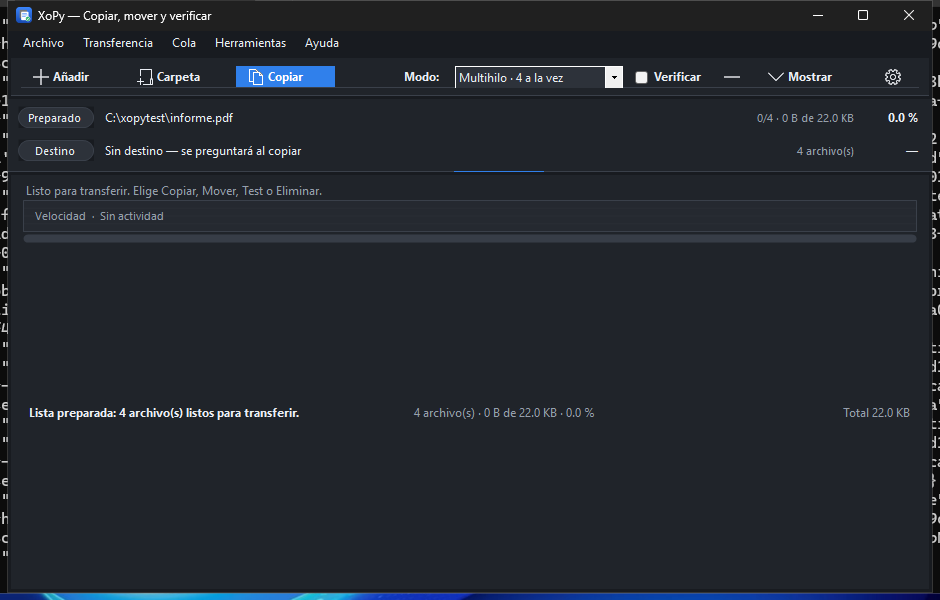 XoPy — Copiar, mover y verificar
Archivo Transferencia Cola Herramientas Ayuda
Añadir Carpeta Copiar Modo: Multihilo · 4 a la vez Verificar — Mostrar
Preparado C:\xopytest\informe.pdf 0/4 · 0 B de 22.0 KB 0.0 %
Destino Sin destino — se preguntará al copiar 4 archivo(s) —
Listo para transferir. Elige Copiar, Mover, Test o Eliminar.
Velocidad · Sin actividad
Lista preparada: 4 archivo(s) listos para transferir. 4 archivo(s) · 0 B de 22.0 KB · 0.0 % Total 22.0 KB